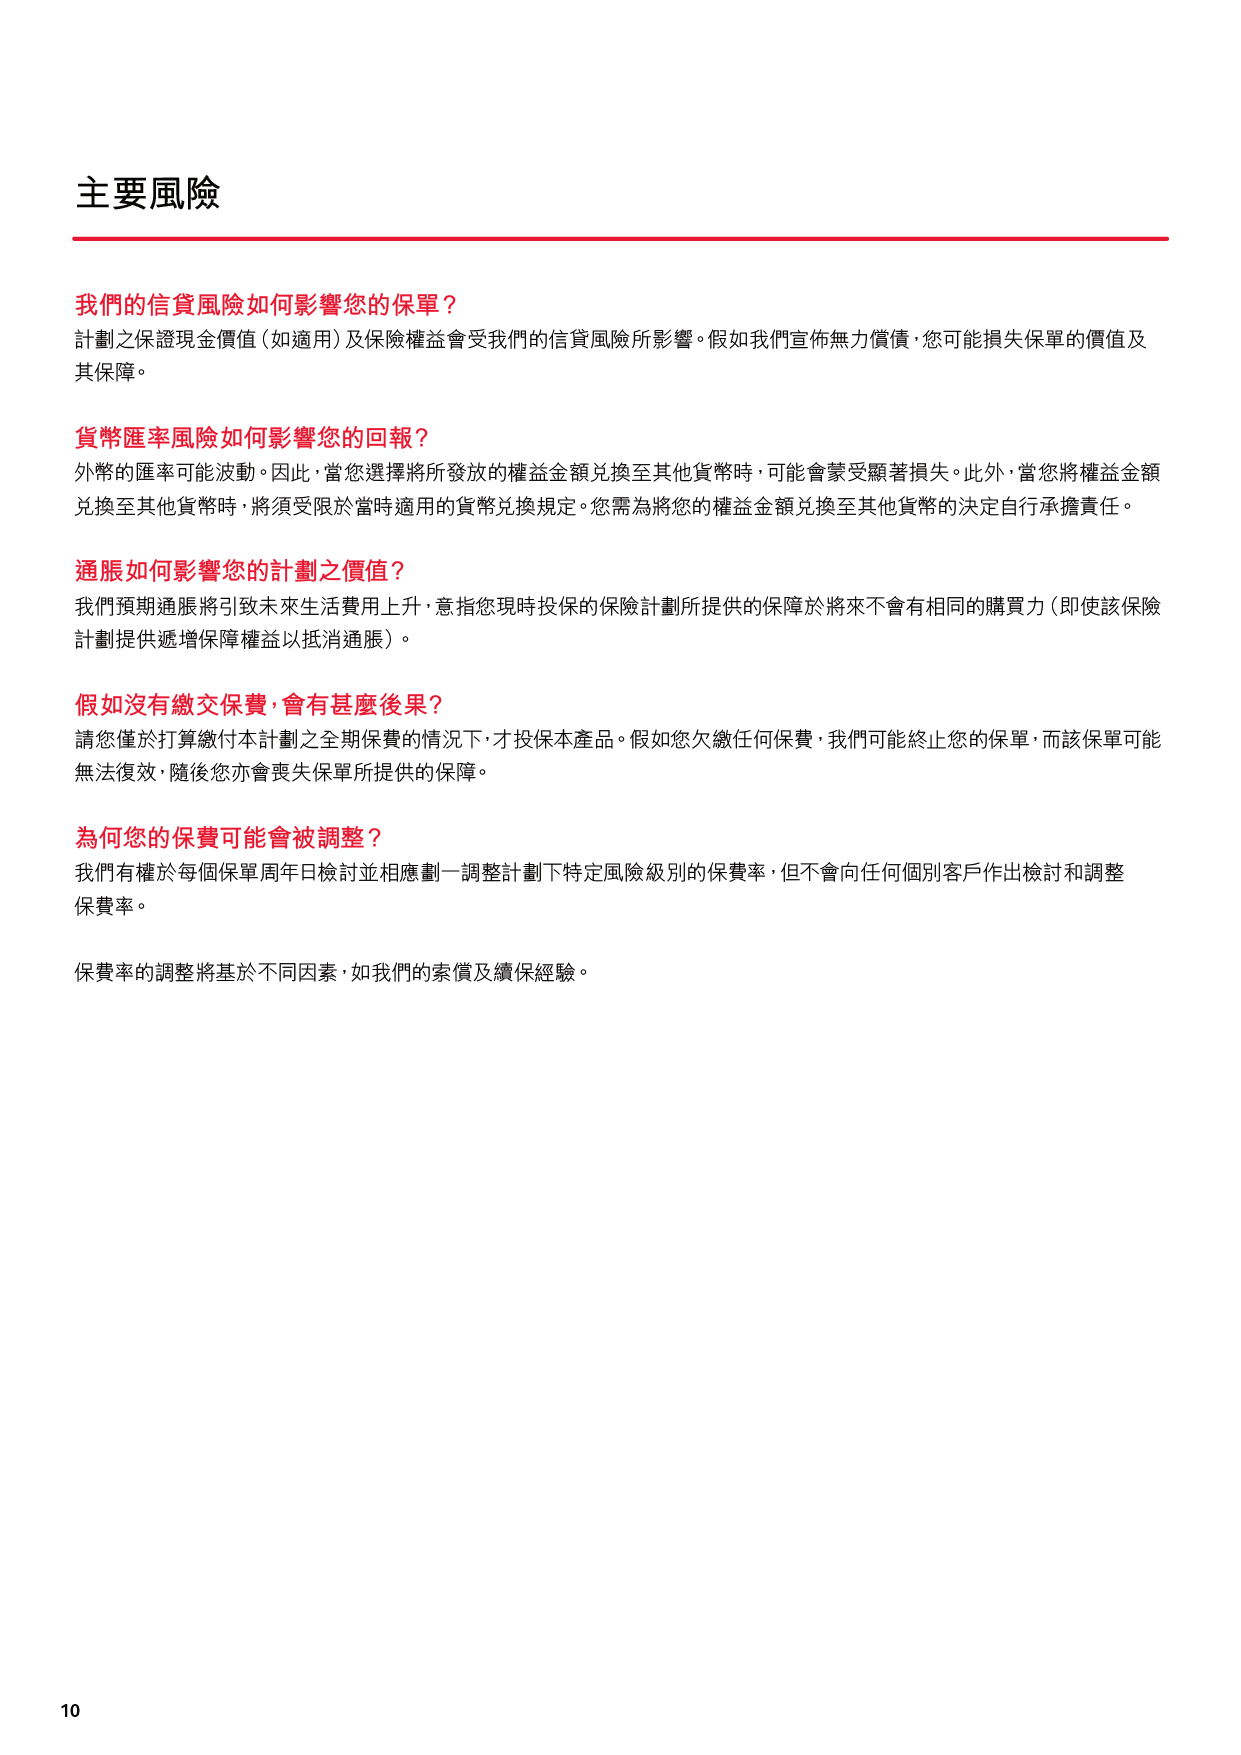 主要風險
我們的信貸風險如何影響您的保單？
計劃之保證現金價值（如適用）及保險權益會受我們的信貸風險所影響。假如我們宣佈無力償債，您可能損失保單的價值及
其保障。
貨幣匯率風險如何影響您的回報？
外幣的匯率可能波動。因此，當您選擇將所發放的權益金額兑換至其他貨幣時，可能會蒙受顯著損失。此外，當您將權益金額
兑換至其他貨幣時，將須受限於當時適用的貨幣兑換規定。您需為將您的權益金額兑換至其他貨幣的決定自行承擔責任。
通脹如何影響您的計劃之價值？
我們預期通脹將引致未來生活費用上升，意指您現時投保的保險計劃所提供的保障於將來不會有相同的購買力（即使該保險
計劃提供遞增保障權益以抵消通脹）。
假如沒有繳交保費，會有甚麼後果？
請您僅於打算繳付本計劃之全期保費的情況下，才投保本產品。假如您欠繳任何保費，我們可能終止您的保單，而該保單可能
無法復效，隨後您亦會喪失保單所提供的保障。
為何您的保費可能會被調整？
我們有權於每個保單周年日檢討並相應劃一調整計劃下特定風險級別的保費率，但不會向任何個別客戶作出檢討和調整
保費率。
保費率的調整將基於不同因素，如我們的索償及續保經驗。
10